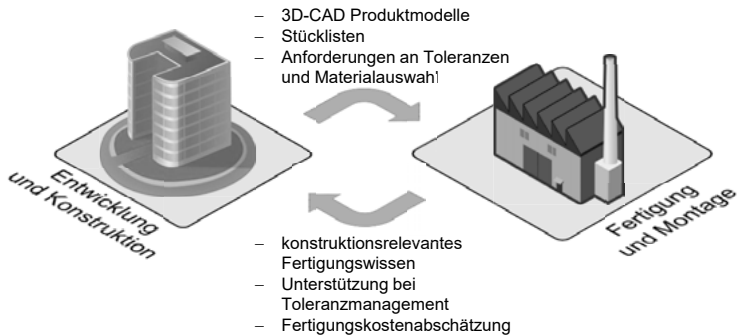 – 3D-CAD Produktmodelle
– Stücklisten
– Anforderungen an Toleranzen
und Materialauswahl
Entwicklung
und Konstruktion
Fertigung
und Montage
– konstruktionsrelevantes
Fertigungswissen
– Unterstützung bei
Toleranzmanagement
– Fertigungskostenabschätzung